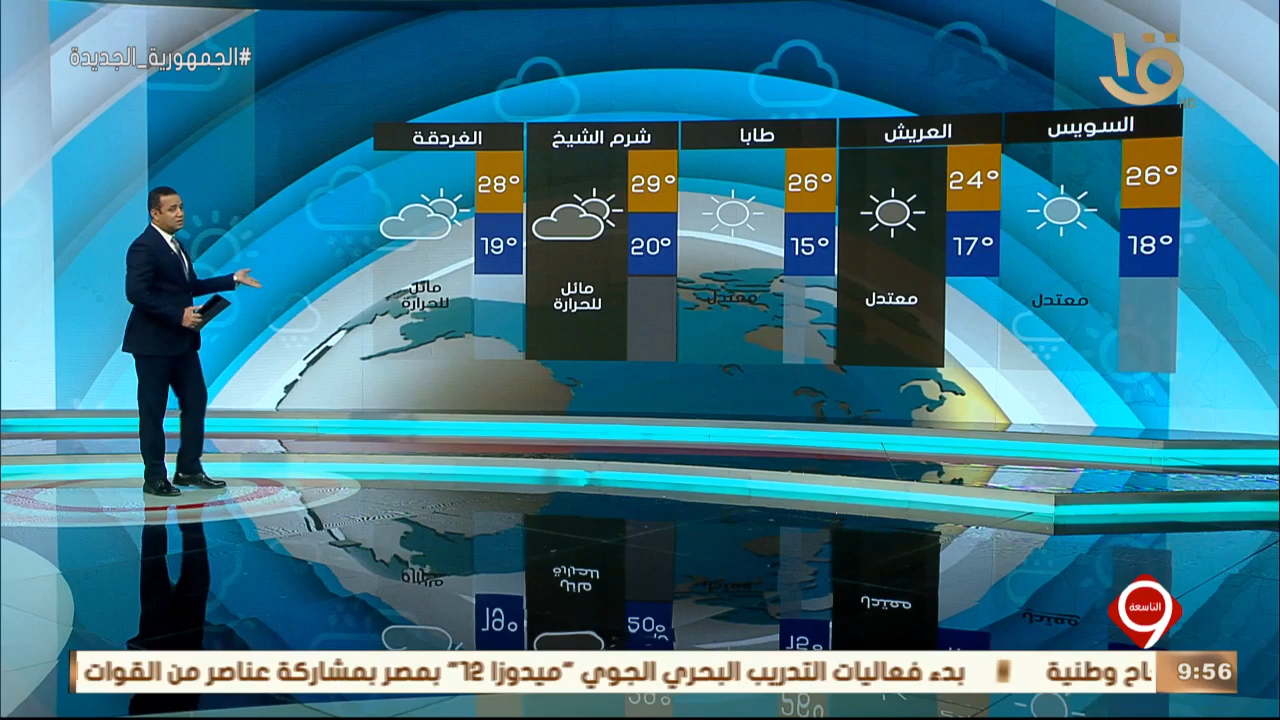 #الجمهورية_الجديدة
السويس
26°
18°
معتدل
العريش
24°
17°
معتدل
طابا
26°
15°
معتدل
شرم الشيخ
29°
20°
مائل
للحرارة
الغردقة
28°
19°
مائل
للحرارة
التاسعة
9
9:56
وطنية
بدء فعاليات التدريب البحري الجوي "ميدوزا 12" بمصر بمشاركة عناصر من القوات